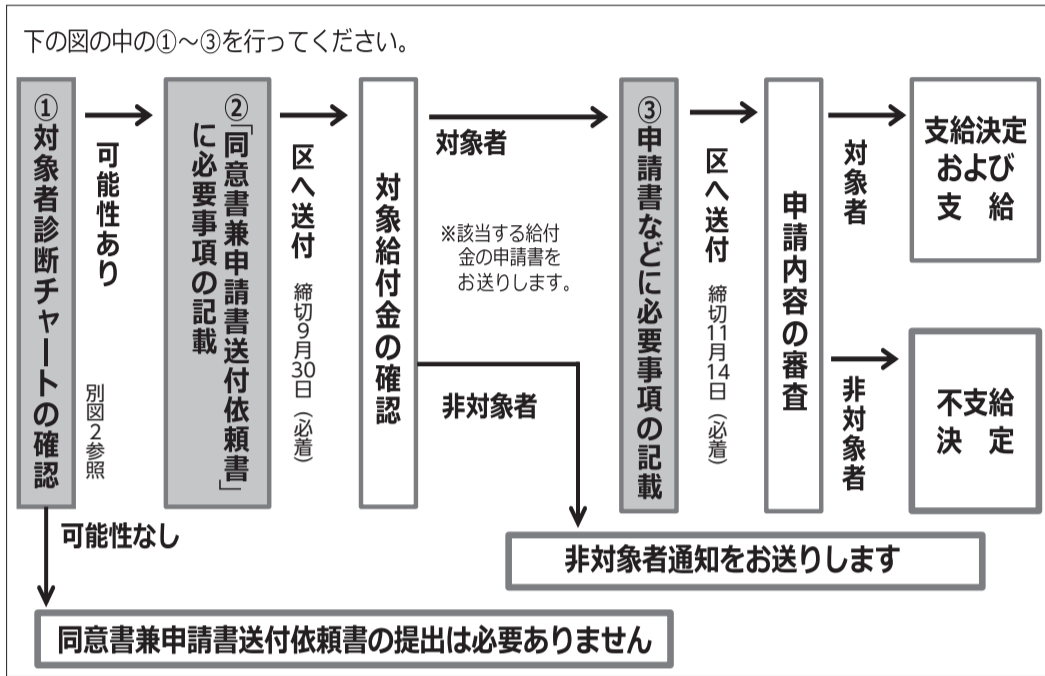 下の図の中の①～③を行ってください。
①対象者診断チャートの確認
可能性あり
別図2参照
②「同意書兼申請書送付依頼書」
に必要事項の記載
区へ送付
締切9月30日（必着）
対象給付金の確認
対象者
※該当する給付
金の申請書を
お送りします。
非対象者
③申請書などに必要事項の記載
区へ送付
締切11月14日（必着）
申請内容の審査
対象者
支給決定
および
支　給
非対象者
不支給
決　定
可能性なし
非対象者通知をお送りします
同意書兼申請書送付依頼書の提出は必要ありません